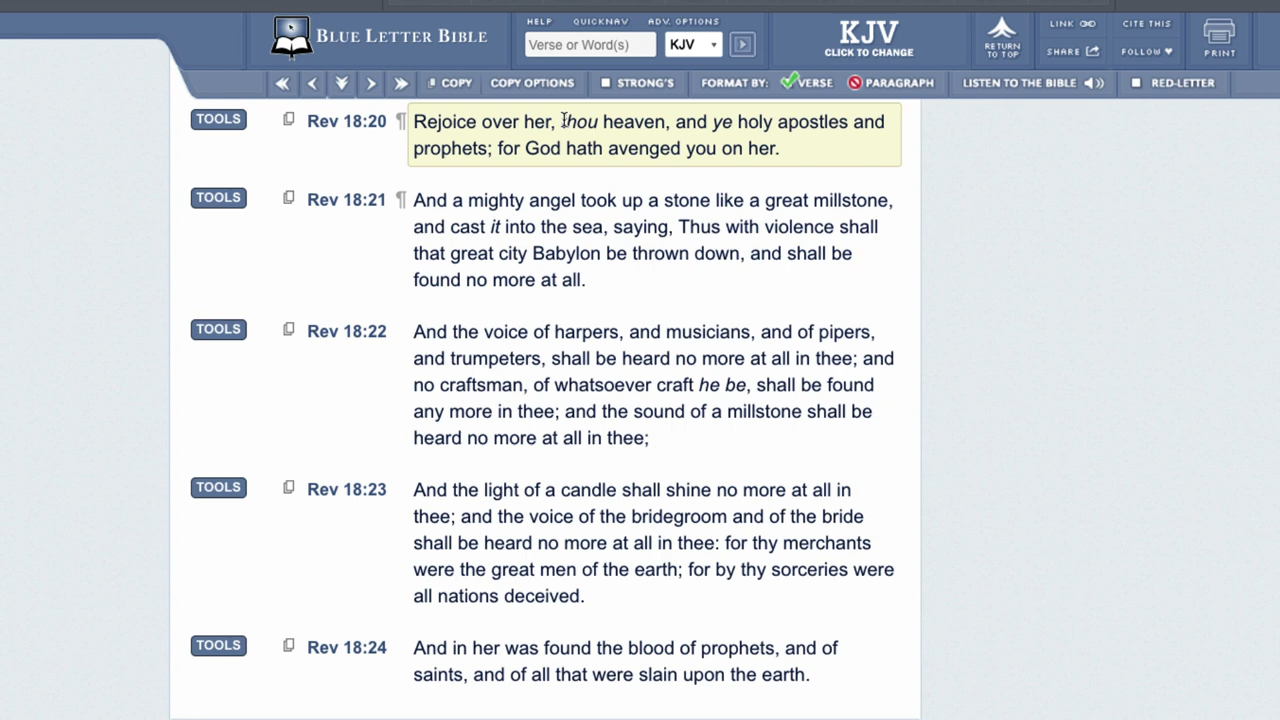 HELP QUICKNAV ADV. OPTIONS
BLUE LETTER BIBLE
Verse or Word(s) KJV
KJV
CLICK TO CHANGE
RETURN
TO TOP
LINK CITE THIS
SHARE FOLLOW
PRINT
COPY COPY OPTIONS STRONG'S FORMAT BY: VERSE PARAGRAPH LISTEN TO THE BIBLE RED-LETTER
TOOLS Rev 18:20 ¶ Rejoice over her, thou heaven, and ye holy apostles and
prophets; for God hath avenged you on her.
TOOLS Rev 18:21 ¶ And a mighty angel took up a stone like a great millstone,
and cast it into the sea, saying, Thus with violence shall
that great city Babylon be thrown down, and shall be
found no more at all.
TOOLS Rev 18:22 And the voice of harpers, and musicians, and of pipers,
and trumpeters, shall be heard no more at all in thee; and
no craftsman, of whatsoever craft he be, shall be found
any more in thee; and the sound of a millstone shall be
heard no more at all in thee;
TOOLS Rev 18:23 And the light of a candle shall shine no more at all in
thee; and the voice of the bridegroom and of the bride
shall be heard no more at all in thee: for thy merchants
were the great men of the earth; for by thy sorceries were
all nations deceived.
TOOLS Rev 18:24 And in her was found the blood of prophets, and of
saints, and of all that were slain upon the earth.